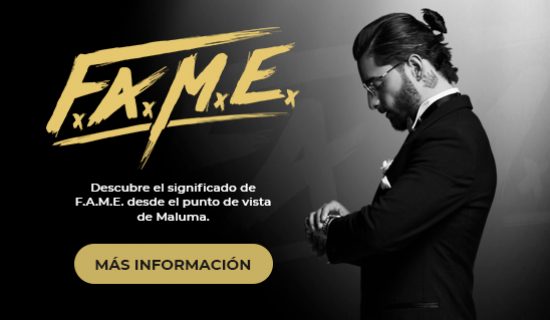 F.A.M.E.
Descubre el significado de
F.A.M.E. desde el punto de vista
de Maluma.
MÁS INFORMACIÓN